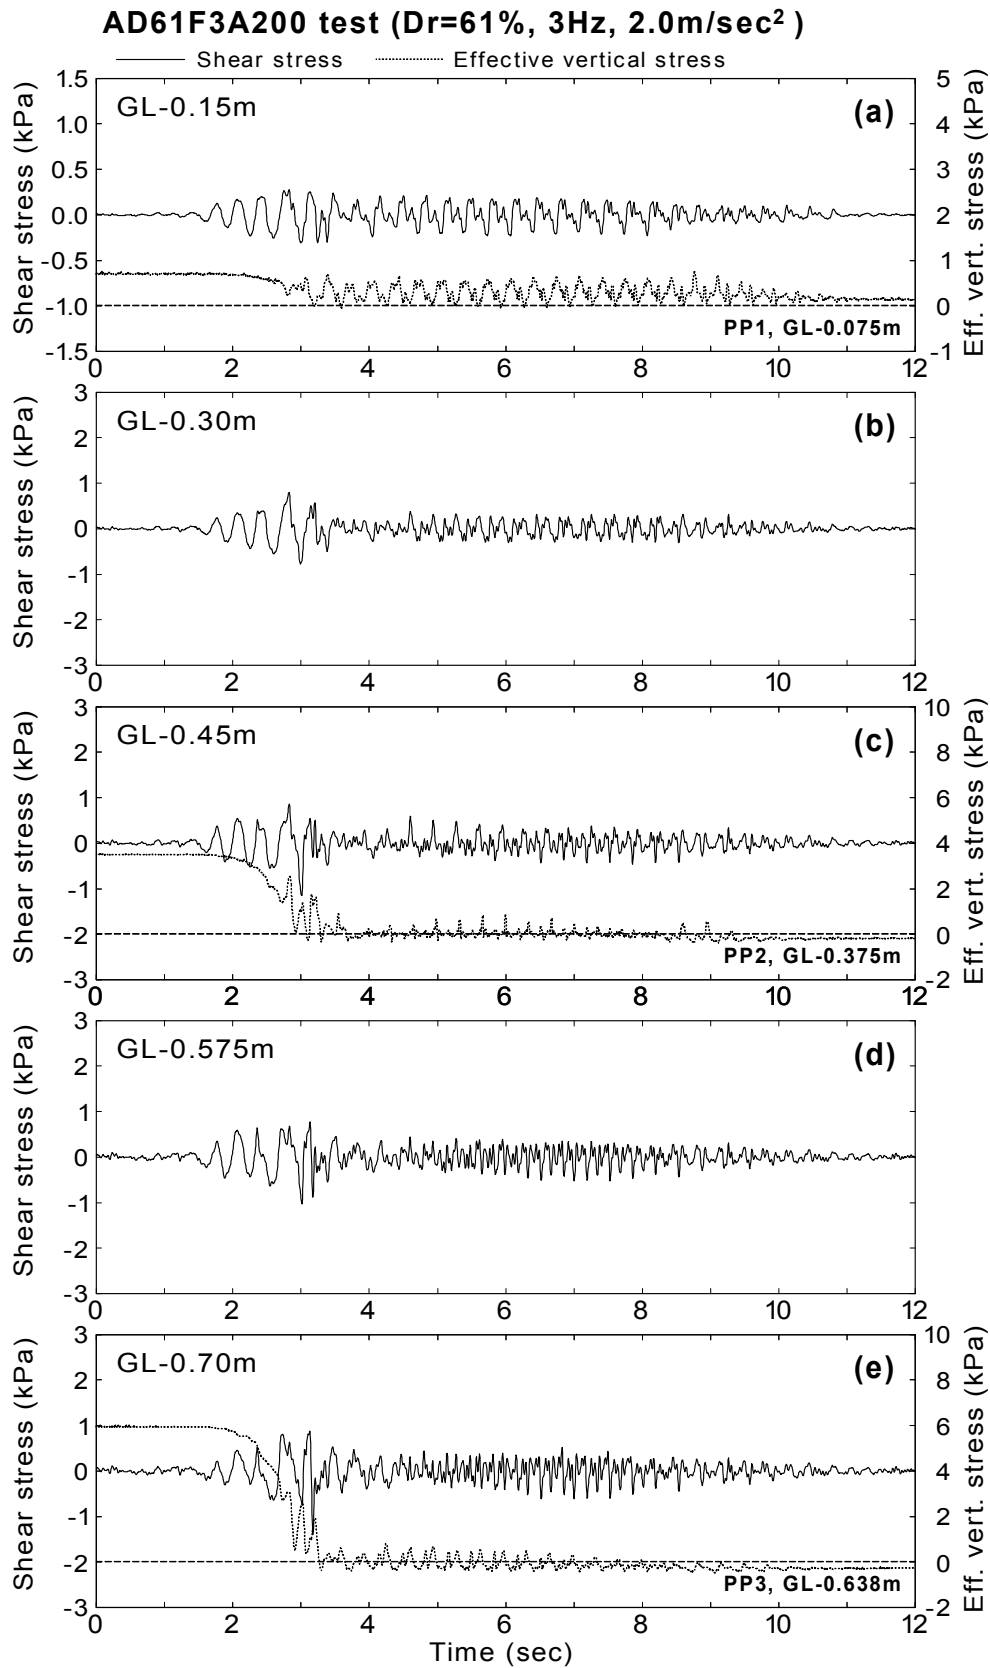 AD61F3A200 test (Dr=61%, 3Hz, 2.0m/sec² )
Shear stress Effective vertical stress
GL-0.15m
(a)
PP1, GL-0.075m
Shear stress (kPa)
1.5
1.0
0.5
0.0
-0.5
-1.0
-1.5
5
4
3
2
1
0
-1
Eff. vert. stress (kPa)
0 2 4 6 8 10 12
GL-0.30m
(b)
Shear stress (kPa)
3
2
1
0
-1
-2
-3
0 2 4 6 8 10 12
GL-0.45m
(c)
PP2, GL-0.375m
Shear stress (kPa)
3
2
1
0
-1
-2
-3
10
8
6
4
2
0
-2
Eff. vert. stress (kPa)
0 2 4 6 8 10 12
GL-0.575m
(d)
Shear stress (kPa)
3
2
1
0
-1
-2
-3
0 2 4 6 8 10 12
GL-0.70m
(e)
PP3, GL-0.638m
Shear stress (kPa)
3
2
1
0
-1
-2
-3
10
8
6
4
2
0
-2
Eff. vert. stress (kPa)
0 2 4 6 8 10 12
Time (sec)